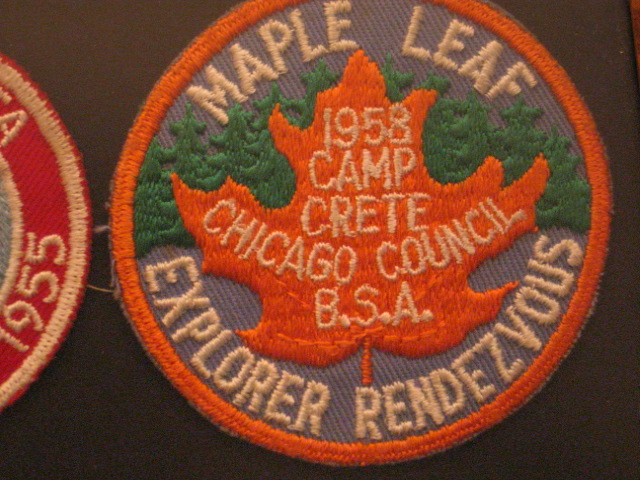 MAPLE LEAF
1958
CAMP
CRETE
CHICAGO COUNCIL
B.S.A.
EXPLORER RENDEZVOUS
1955